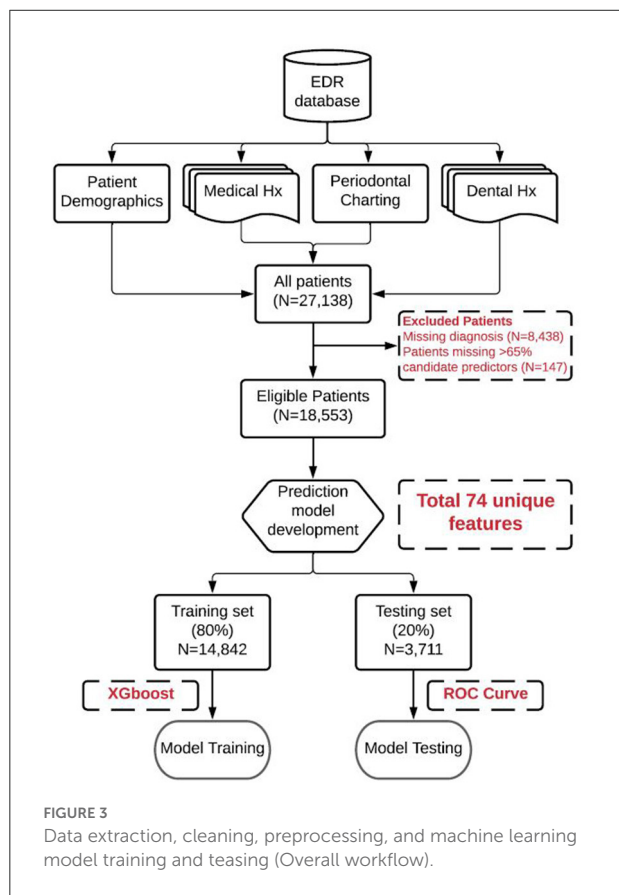 EDR
database
Patient
Demographics
Medical Hx
Periodontal
Charting
Dental Hx
All patients
(N=27,138)
Excluded Patients
Missing diagnosis (N=8,438)
Patients missing >65%
candidate predictors (N=147)
Eligible Patients
(N=18,553)
Prediction
model
development
Total 74 unique
features
Training set
(80%)
N=14,842
Testing set
(20%)
N=3,711
XGboost
ROC Curve
Model Training
Model Testing
FIGURE 3
Data extraction, cleaning, preprocessing, and machine learning
model training and teasing (Overall workflow).